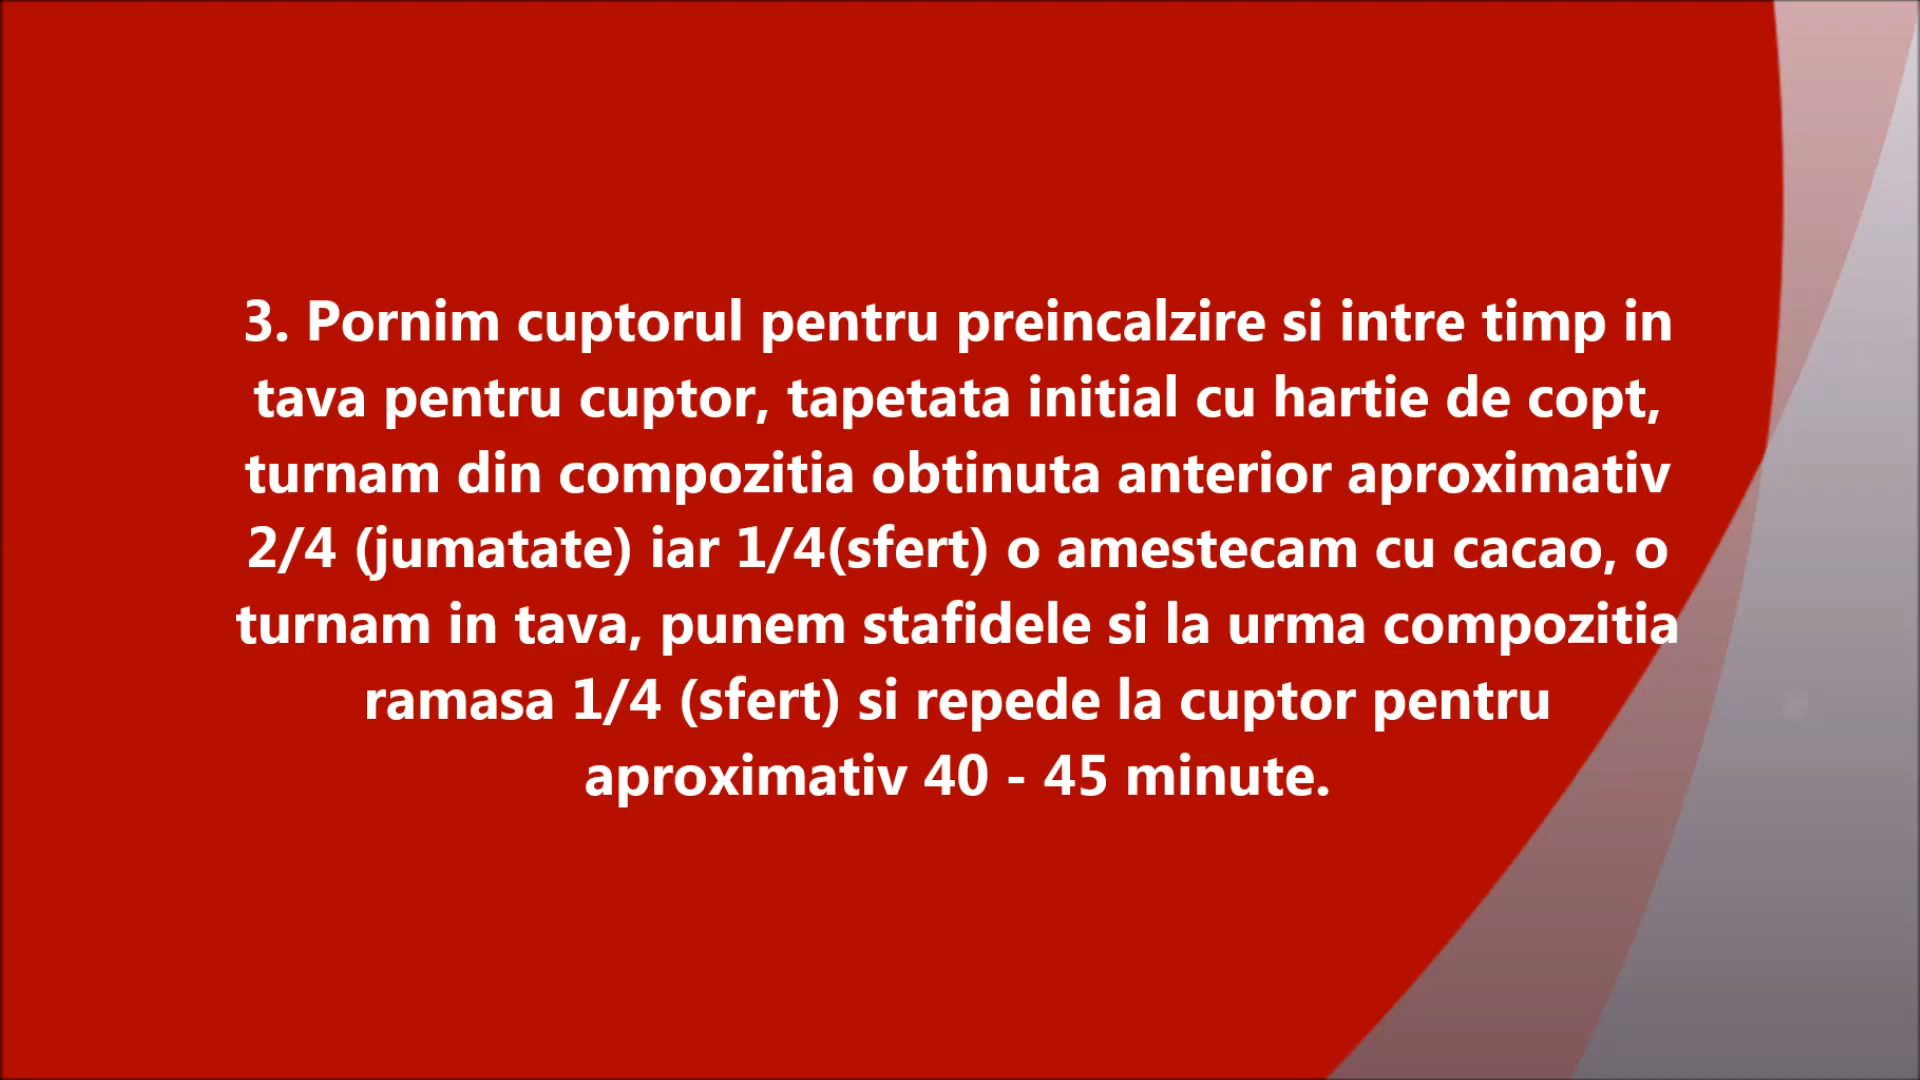 3. Pornim cuptorul pentru preincalzire si intre timp in
tava pentru cuptor, tapetata initial cu hartie de copt,
turnam din compozitia obtinuta anterior aproximativ
2/4 (jumatate) iar 1/4(sfert) o amestecam cu cacao, o
turnam in tava, punem stafidele si la urma compozitia
ramasa 1/4 (sfert) si repede la cuptor pentru
aproximativ 40 - 45 minute.